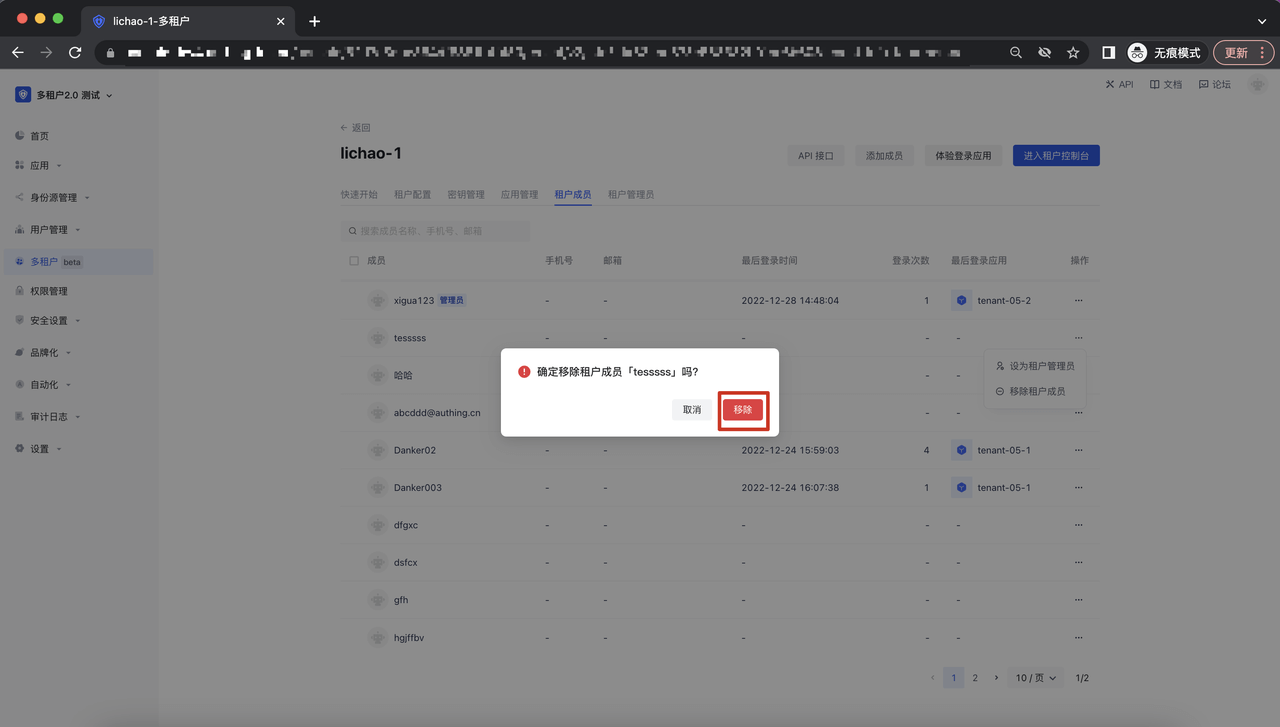 lichao-1-多租户
无痕模式
更新
多租户2.0 测试
API
文档
论坛
首页
应用
身份源管理
用户管理
多租户 beta
权限管理
安全设置
品牌化
自动化
审计日志
设置
返回
lichao-1
API 接口
添加成员
体验登录应用
进入租户控制台
快速开始
租户配置
密钥管理
应用管理
租户成员
租户管理员
搜索成员名称、手机号、邮箱
成员 手机号 邮箱 最后登录时间 登录次数 最后登录应用 操作
xigua123 管理员 - - 2022-12-28 14:48:04 1 tenant-05-2 ···
tesssss - - - - - ···
哈哈 - - - -
abcddd@authing.cn - - - - ···
设为租户管理员
移除租户成员
确定移除租户成员「tesssss」吗?
取消
移除
Danker02 - - 2022-12-24 15:59:03 4 tenant-05-1 ···
Danker003 - - 2022-12-24 16:07:38 1 tenant-05-1 ···
dfgxc - - - - - ···
dsfcx - - - - - ···
gfh - - - - - ···
hgjffbv - - - - - ···
1 2 10 / 页 1/2